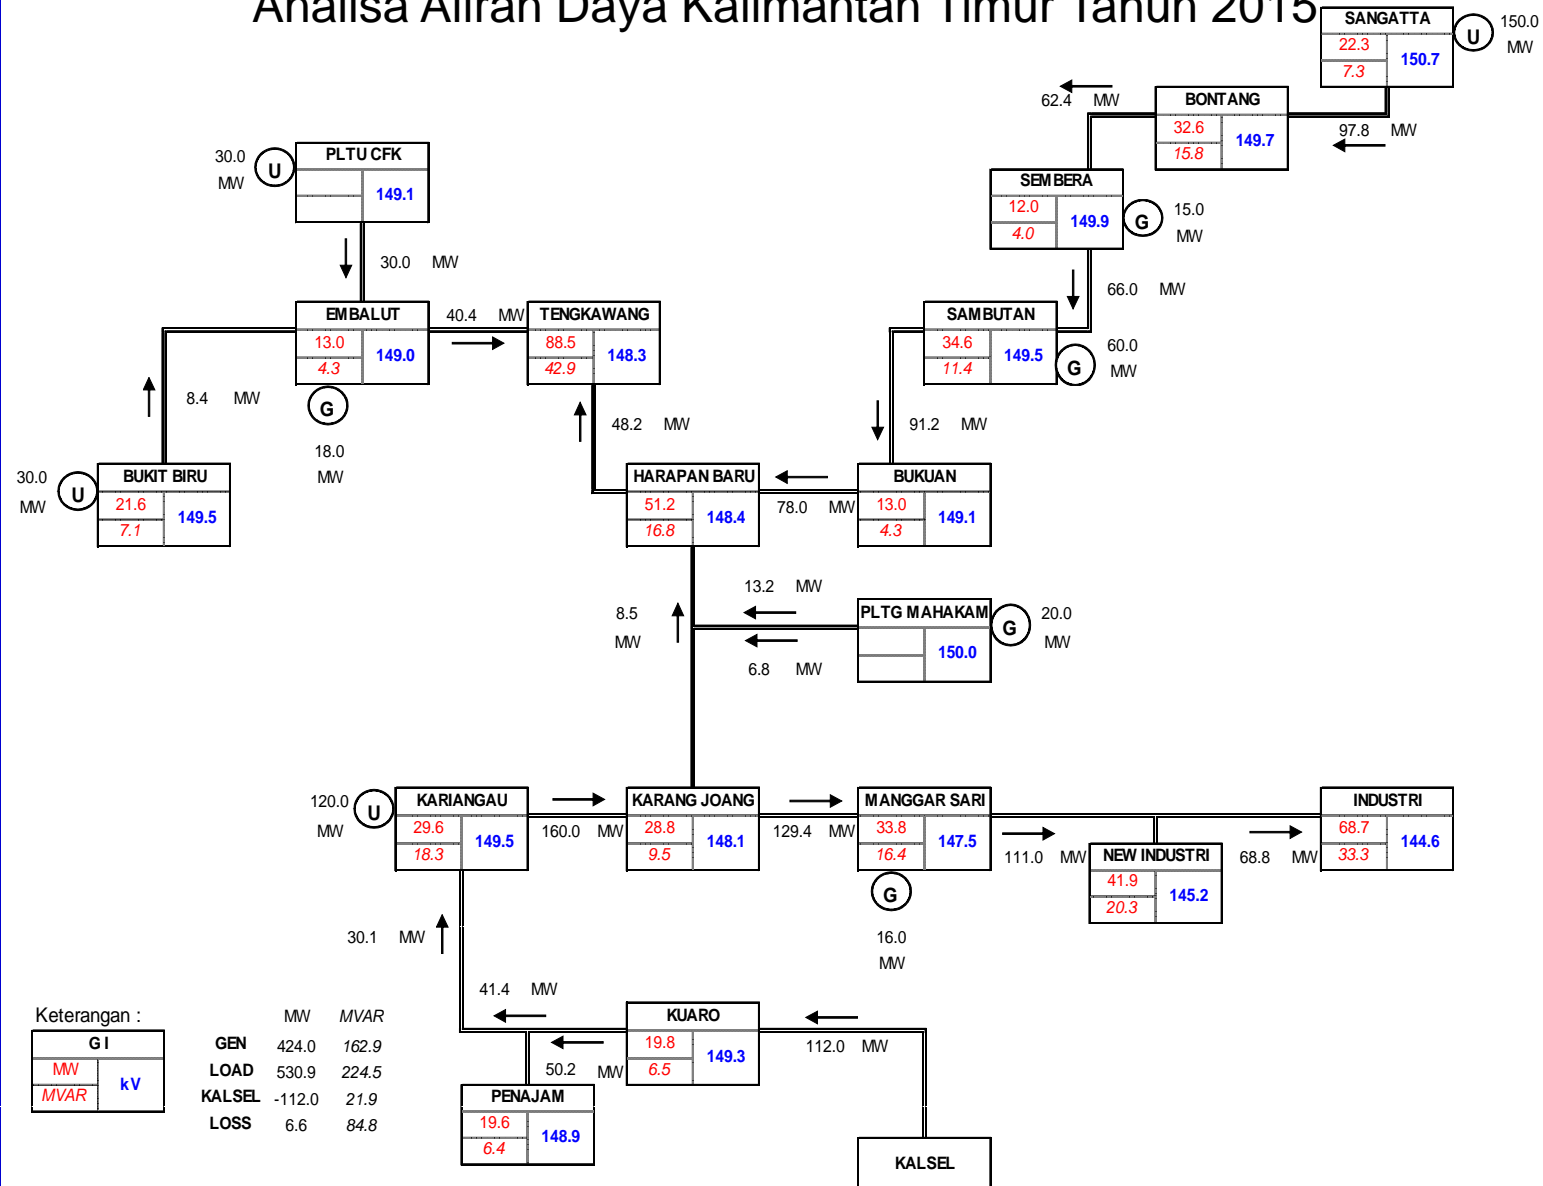 Analisa Aliran Daya Kalimantan Timur Tahun 2015
SANGATTA
22.3
7.3
150.7
U
150.0
MW
62.4 MW
BONTANG
32.6
15.8
149.7
97.8 MW
30.0
MW
U
PLTU CFK
149.1
SEMBERA
12.0
4.0
149.9
G
15.0
MW
30.0 MW
66.0 MW
EMBALUT
13.0
4.3
149.0
G
18.0
MW
40.4 MW
TENGKAWANG
88.5
42.9
148.3
SAMBUTAN
34.6
11.4
149.5
G
60.0
MW
8.4 MW
48.2 MW
91.2 MW
30.0
MW
U
BUKIT BIRU
21.6
7.1
149.5
HARAPAN BARU
51.2
16.8
148.4
78.0 MW
BUKUAN
13.0
4.3
149.1
13.2 MW
8.5
MW
6.8 MW
PLTG MAHAKAM
150.0
G
20.0
MW
120.0
MW
U
KARIANGAU
29.6
18.3
149.5
160.0 MW
KARANG JOANG
28.8
9.5
148.1
129.4 MW
MANGGAR SARI
33.8
16.4
147.5
G
16.0
MW
111.0 MW
NEW INDUSTRI
41.9
20.3
145.2
68.8 MW
INDUSTRI
68.7
33.3
144.6
30.1 MW
41.4 MW
KUARO
19.8
6.5
149.3
112.0 MW
50.2 MW
PENAJAM
19.6
6.4
148.9
KALSEL
Keterangan :
G I
MW
MVAR
kV
MW MVAR
GEN 424.0 162.9
LOAD 530.9 224.5
KALSEL -112.0 21.9
LOSS 6.6 84.8